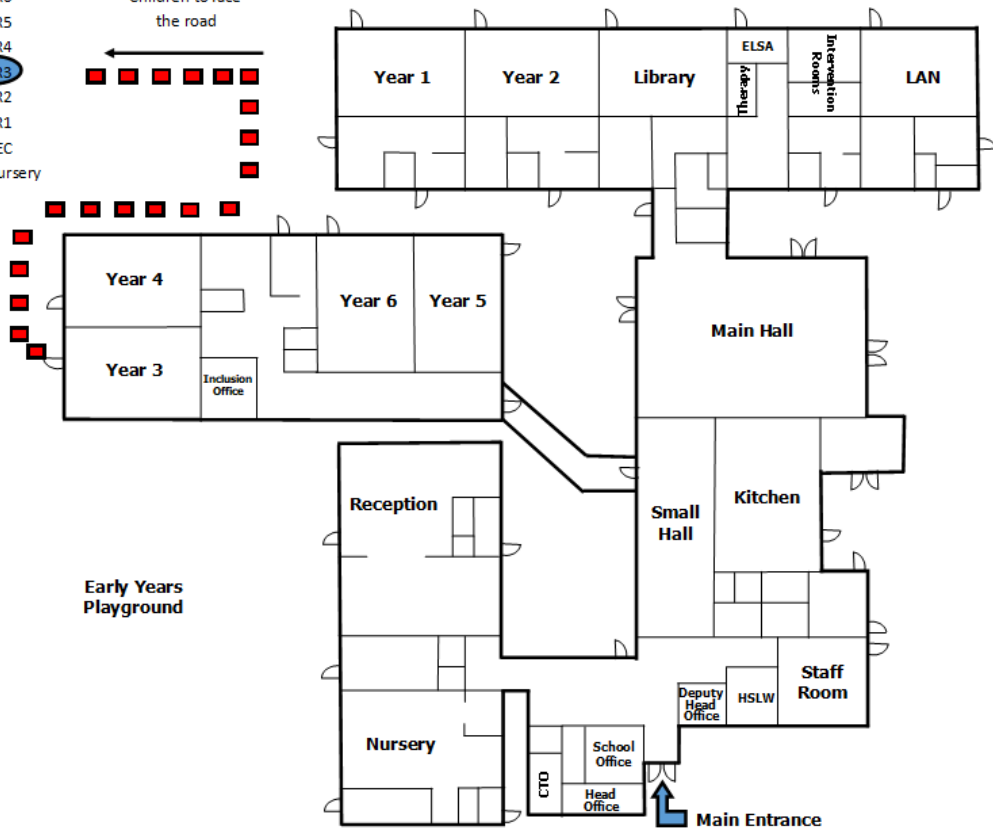 Children to face
the road
R5
R4
R3
R2
R1
EC
ursery
Year 1
Year 2
Library
ELSA
Therapy
Intervention
Rooms
LAN
Year 4
Year 3
Inclusion
Office
Year 6
Year 5
Main Hall
Reception
Small
Hall
Kitchen
Early Years
Playground
Nursery
Staff
Room
Deputy
Head
Office
HSLW
CTO
School
Office
Head
Office
Main Entrance